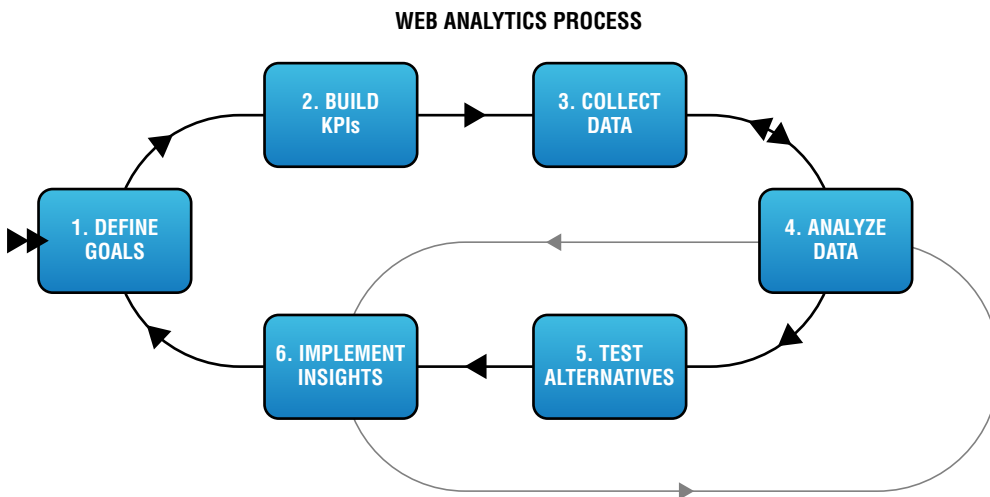 WEB ANALYTICS PROCESS
2. BUILD
KPIs
3. COLLECT
DATA
1. DEFINE
GOALS
4. ANALYZE
DATA
6. IMPLEMENT
INSIGHTS
5. TEST
ALTERNATIVES